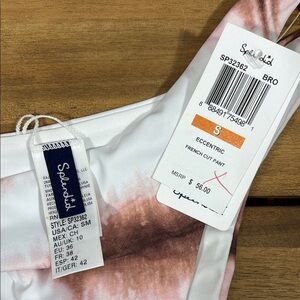 Splendid
SP32362
BRO
S
ECCENTRIC
FRENCH CUT PANT
MSRP $ 56.00
Splendid
STYLE: SP32362
USA/CA: SM
MEX: CH
AU/UK: 10
EU: 36
FR: 38
ESP: 42
IT/GER: 42